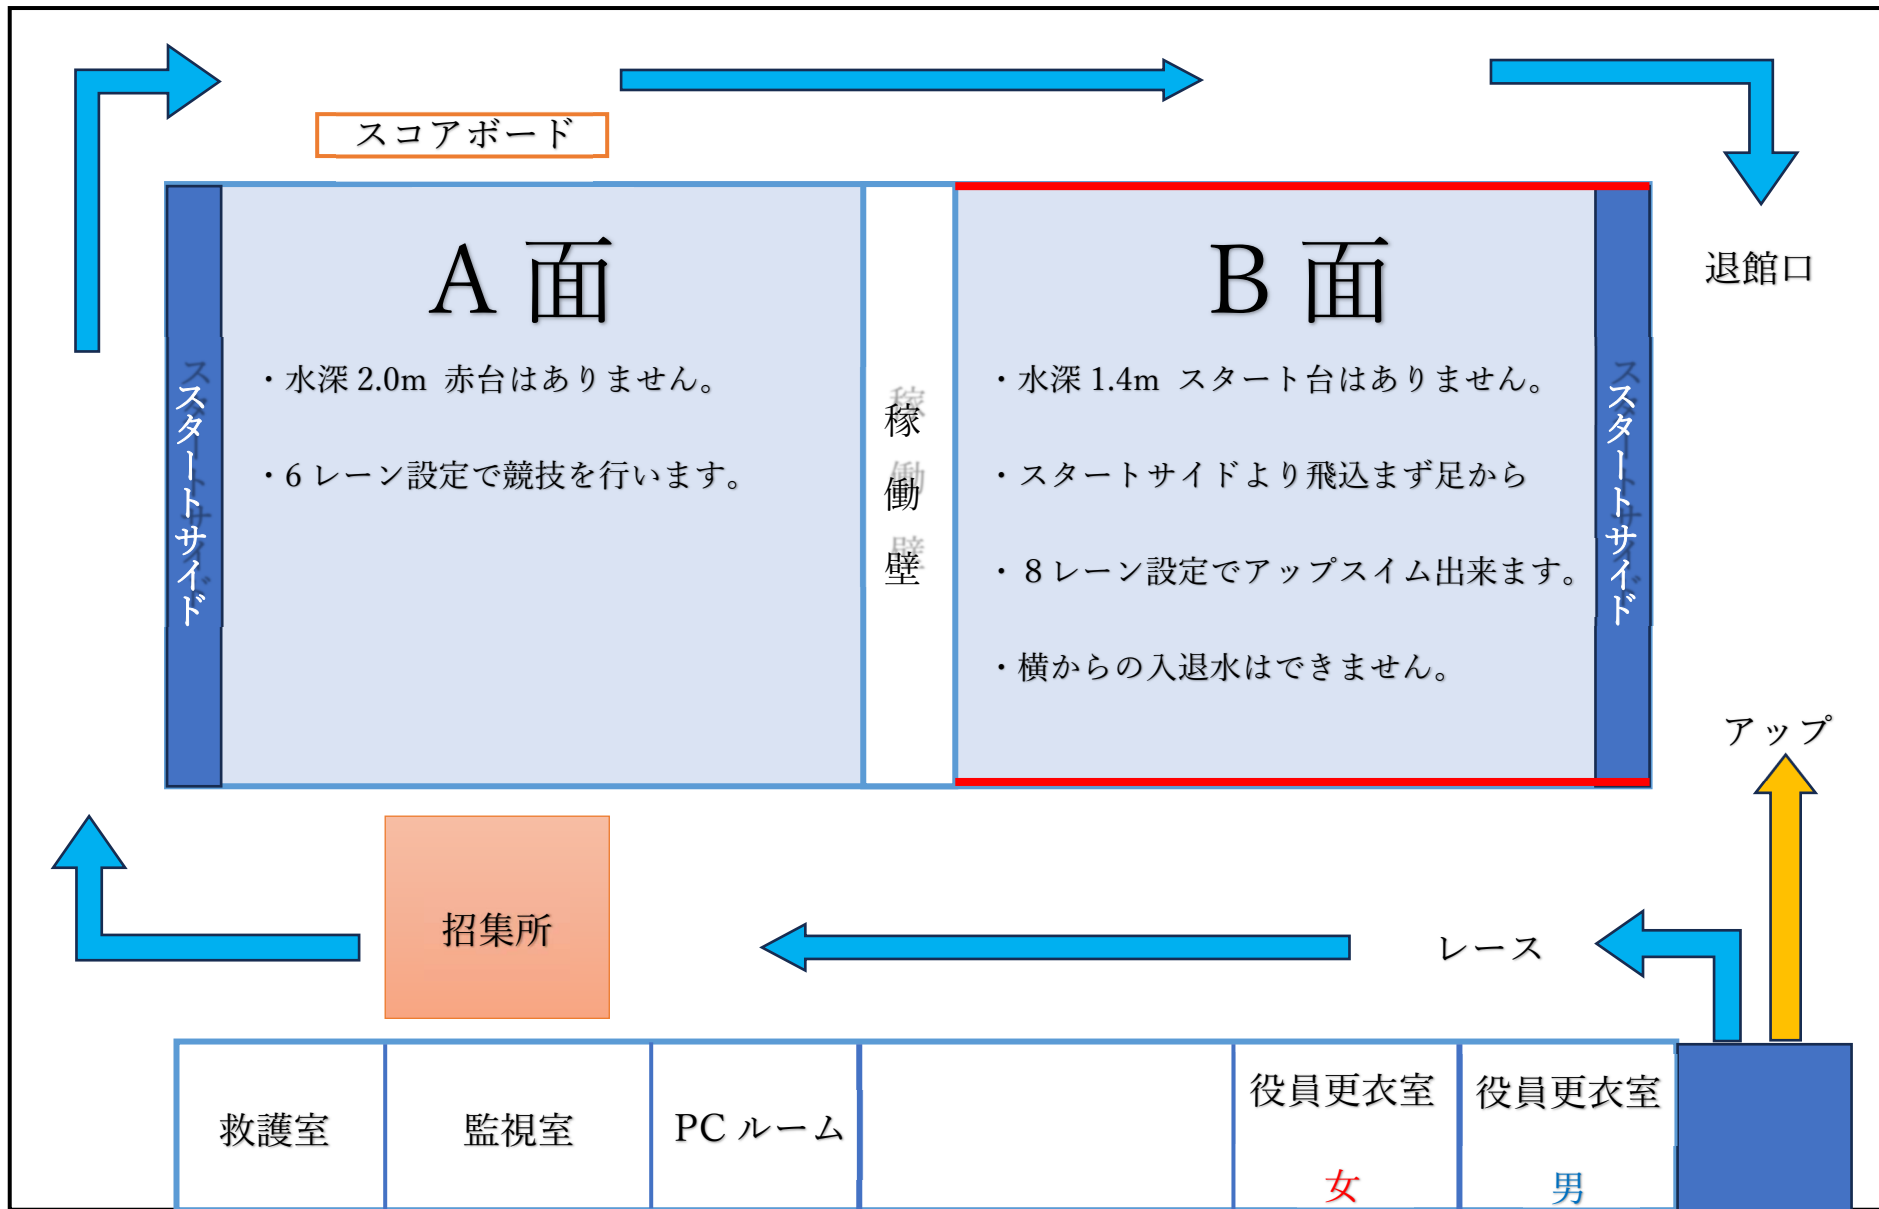 スコアボード
A 面
B 面
退館口
・水深 2.0m 赤台はありません。
・6 レーン設定で競技を行います。
・水深 1.4m スタート台はありません。
・スタートサイドより飛込まず足から
・８レーン設定でアップスイム出来ます。
・横からの入退水はできません。
スタートサイド
稼働壁
スタートサイド
アップ
招集所
レース
救護室
監視室
PC ルーム
役員更衣室
女
役員更衣室
男